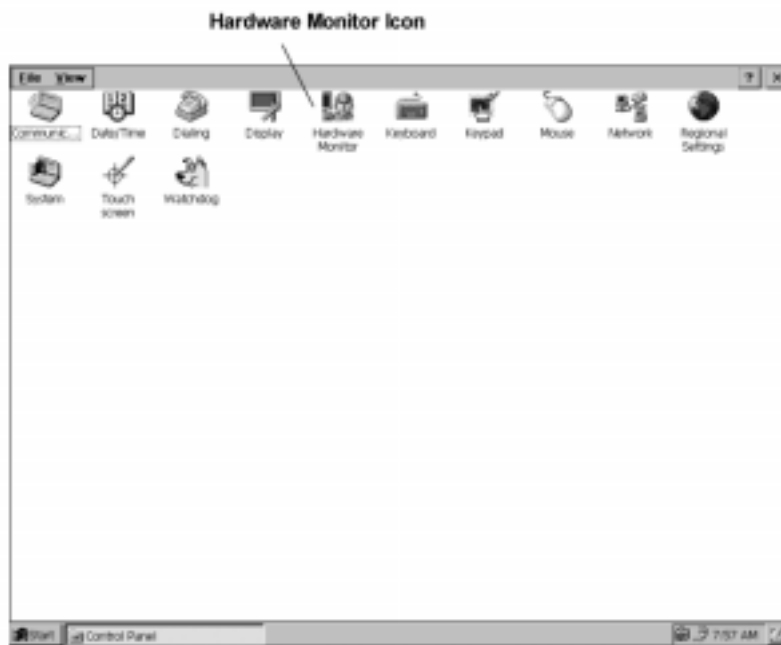 Hardware Monitor Icon
File View ? ×
Communic... Date/Time Dialing Display Hardware Monitor Keyboard Keypad Mouse Network Regional Settings
System Touch screen Watchdog
Start Control Panel 7:57 AM